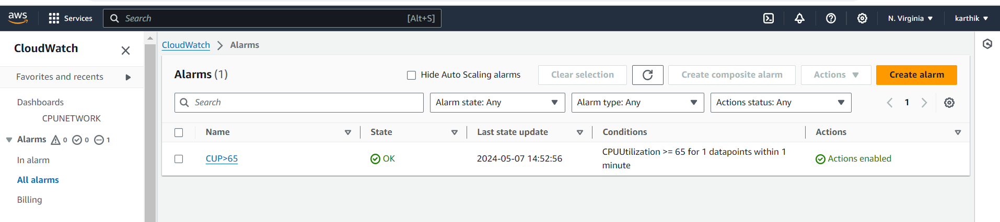 aws
Services
Search
[Alt+S]
N. Virginia
karthik
CloudWatch
Favorites and recents
Dashboards
CPUNETWORK
Alarms 0 0 1
In alarm
All alarms
Billing
CloudWatch > Alarms
Alarms (1)
Hide Auto Scaling alarms
Clear selection
Create composite alarm
Actions
Create alarm
Search
Alarm state: Any
Alarm type: Any
Actions status: Any
1
Name
State
Last state update
Conditions
Actions
CUP>65
OK
2024-05-07 14:52:56
CPUUtilization >= 65 for 1 datapoints within 1
minute
Actions enabled